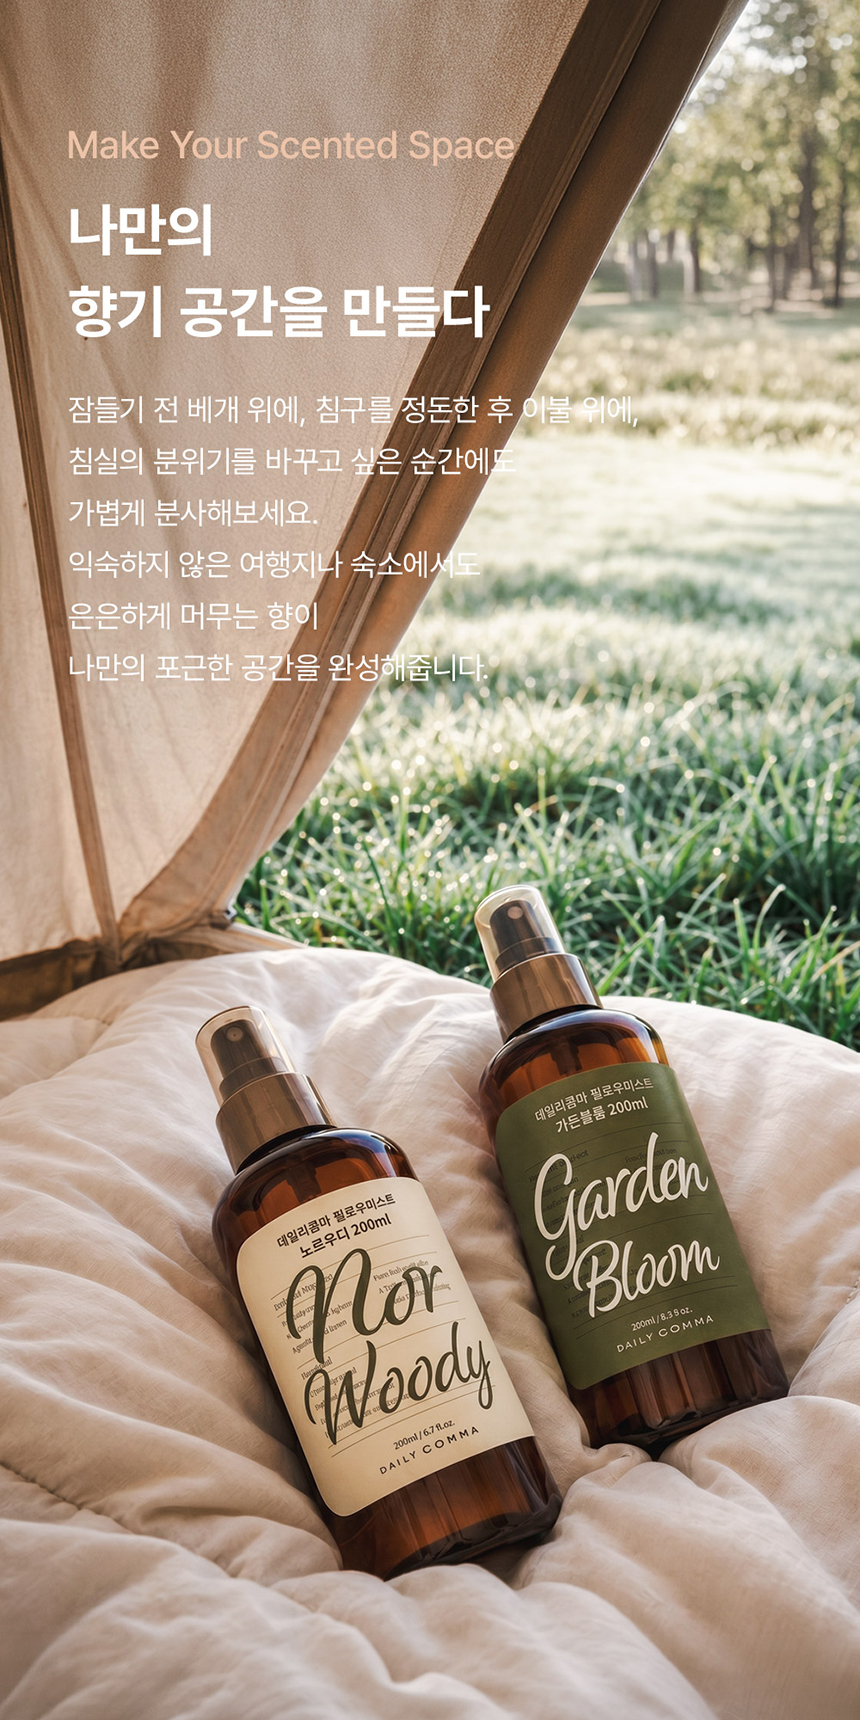 Make Your Scented Space
나만의
향기 공간을 만들다
잠들기 전 베개 위에, 침구를 정돈한 후 이불 위에,
침실의 분위기를 바꾸고 싶은 순간에도
가볍게 분사해보세요.
익숙하지 않은 여행지나 숙소에서도
은은하게 머무는 향이
나만의 포근한 공간을 완성해줍니다.
데일리콤마 필로우미스트
가든블룸 200ml
Garden
Bloom
200ml / 8.3 9 oz.
DAILY COMMA
데일리콤마 필로우미스트
노르우디 200ml
Nor
Woody
200ml / 6.7 fl.oz.
DAILY COMMA